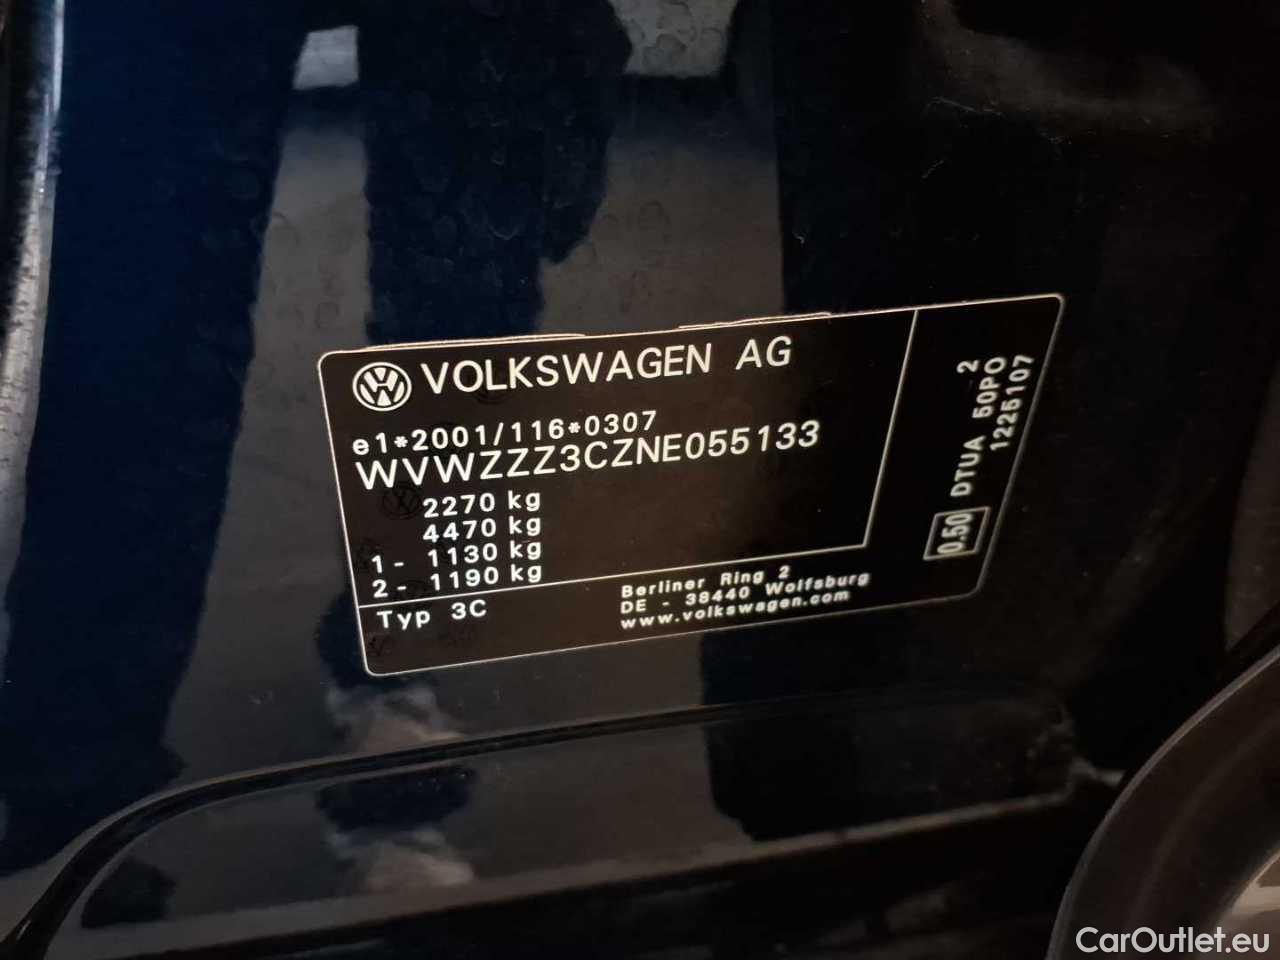 VOLKSWAGEN AG
e1*2001/116*0307
WVWZZZ3CZNE055133
2270 kg
4470 kg
1 - 1130 kg
2 - 1190 kg
Typ 3C
Berliner Ring 2
DE - 38440 Wolfsburg
www.volkswagen.com
0.50 DTUA 2
50PO
1225107
CarOutlet.eu